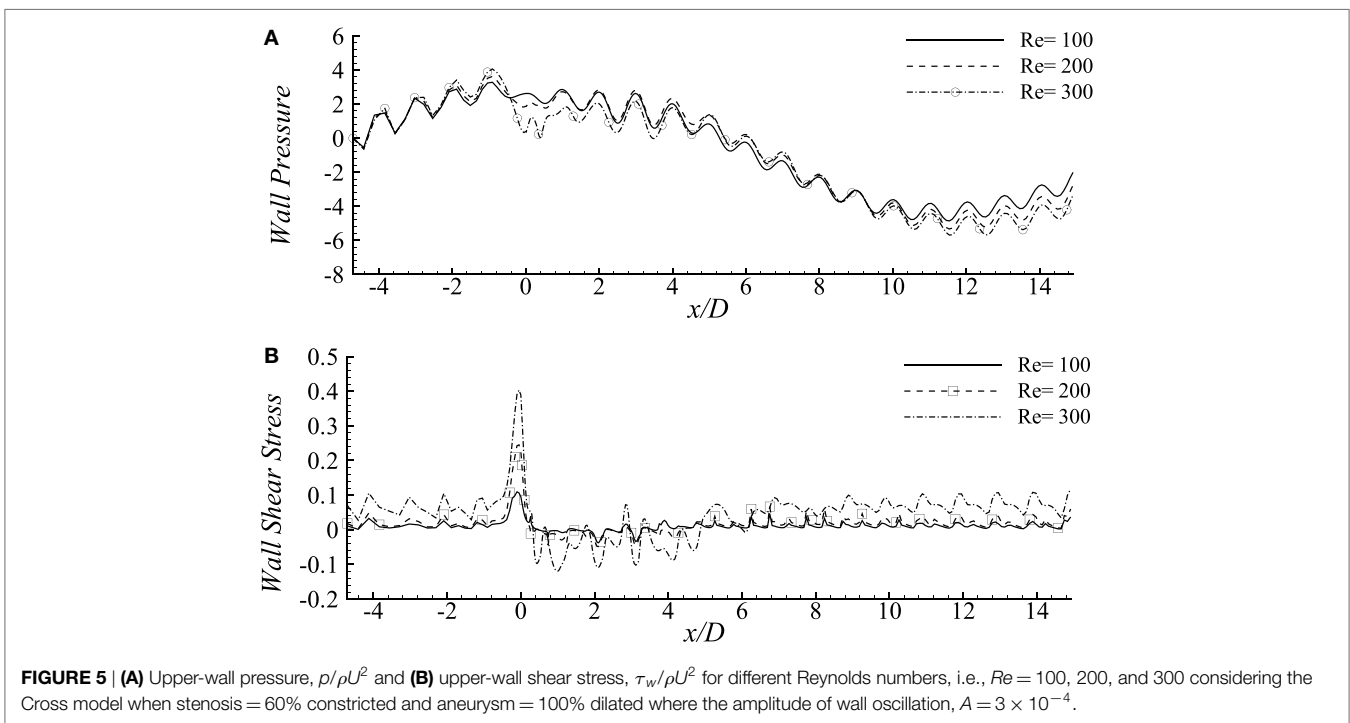 A
6
4
2
0
-2
-4
-6
-8
Wall Pressure
-4 -2 0 2 4 6 8 10 12 14
x/D
Re= 100
Re= 200
Re= 300
B
0.5
0.4
0.3
0.2
0.1
0
-0.1
-0.2
Wall Shear Stress
-4 -2 0 2 4 6 8 10 12 14
x/D
Re= 100
Re= 200
Re= 300
FIGURE 5 | (A) Upper-wall pressure, p/ρU² and (B) upper-wall shear stress, τw/ρU² for different Reynolds numbers, i.e., Re = 100, 200, and 300 considering the
Cross model when stenosis = 60% constricted and aneurysm = 100% dilated where the amplitude of wall oscillation, A = 3 × 10⁻⁴.